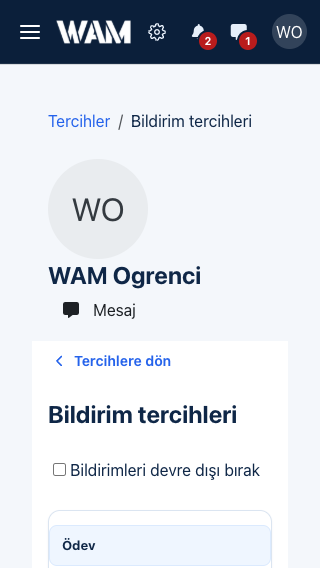 WAM
2
1
WO
Tercihler / Bildirim tercihleri
WO
WAM Ogrenci
Mesaj
Tercihlere dön
Bildirim tercihleri
Bildirimleri devre dışı bırak
Ödev